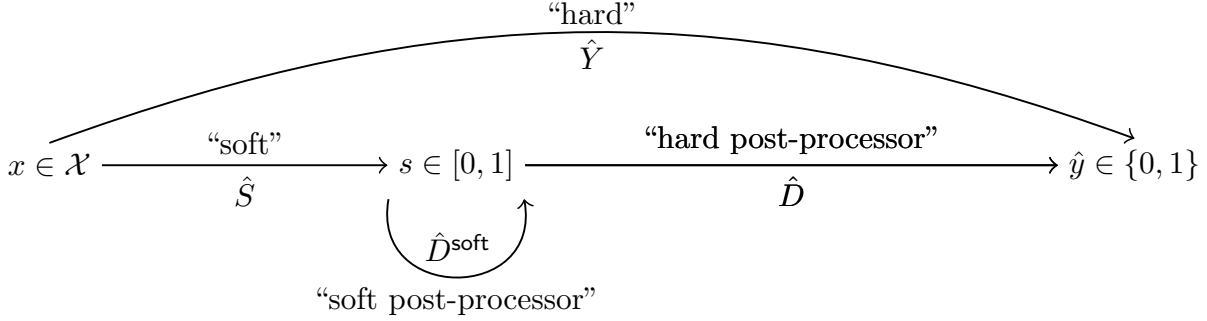 “hard”
Ŷ
“soft”
“hard post-processor”
x ∈ 𝒳
s ∈ [0, 1]
ŷ ∈ {0, 1}
Ŝ
D̂
D̂^soft
“soft post-processor”